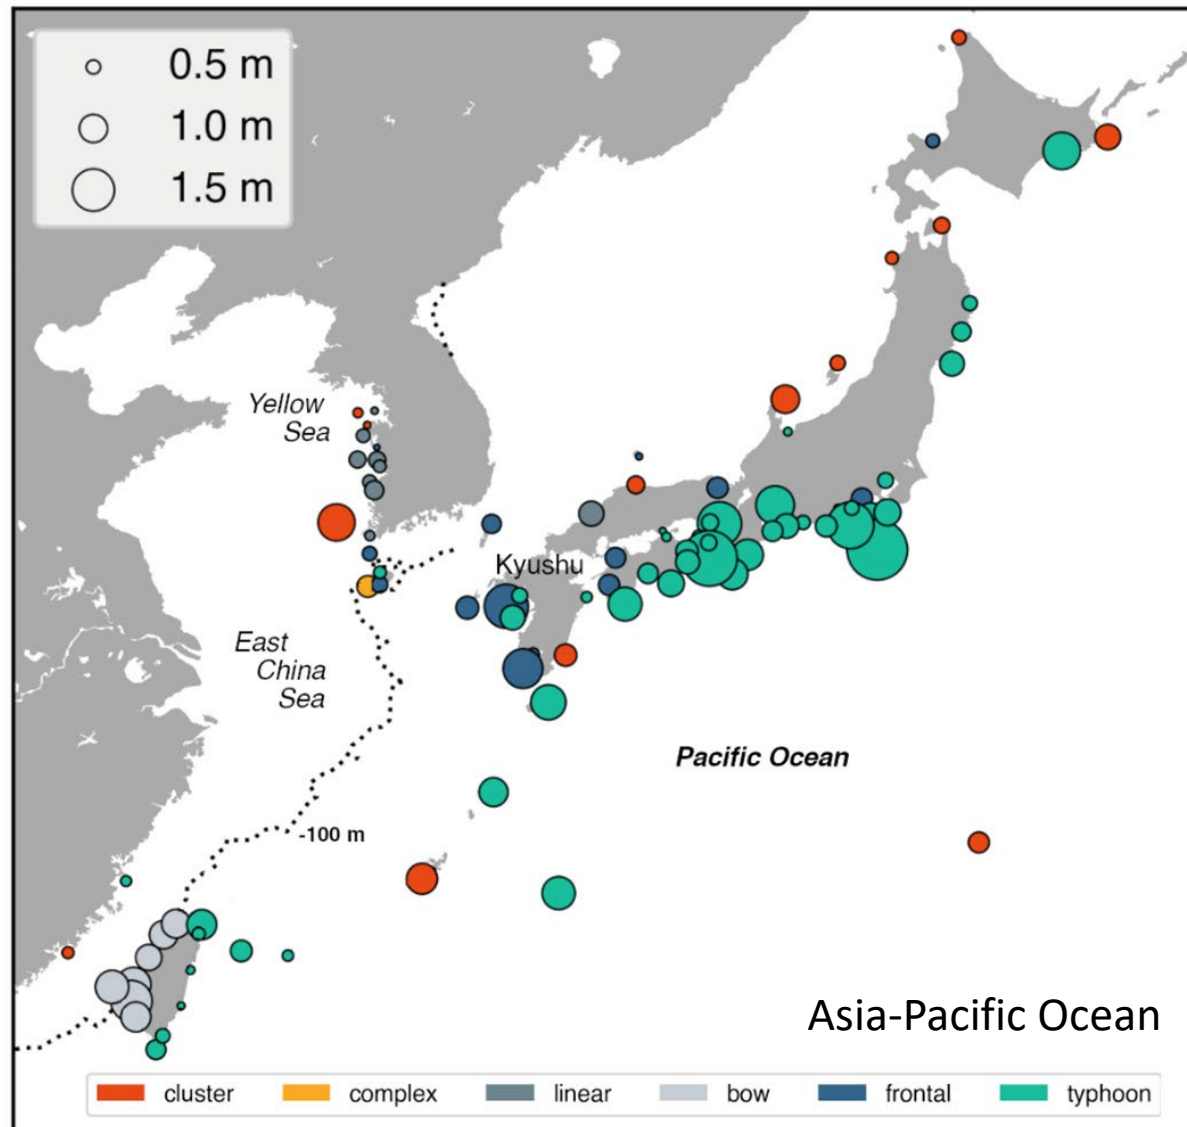 0.5 m
1.0 m
1.5 m
Yellow
Sea
Kyushu
East
China
Sea
Pacific Ocean
-100 m
Asia-Pacific Ocean
cluster
complex
linear
bow
frontal
typhoon